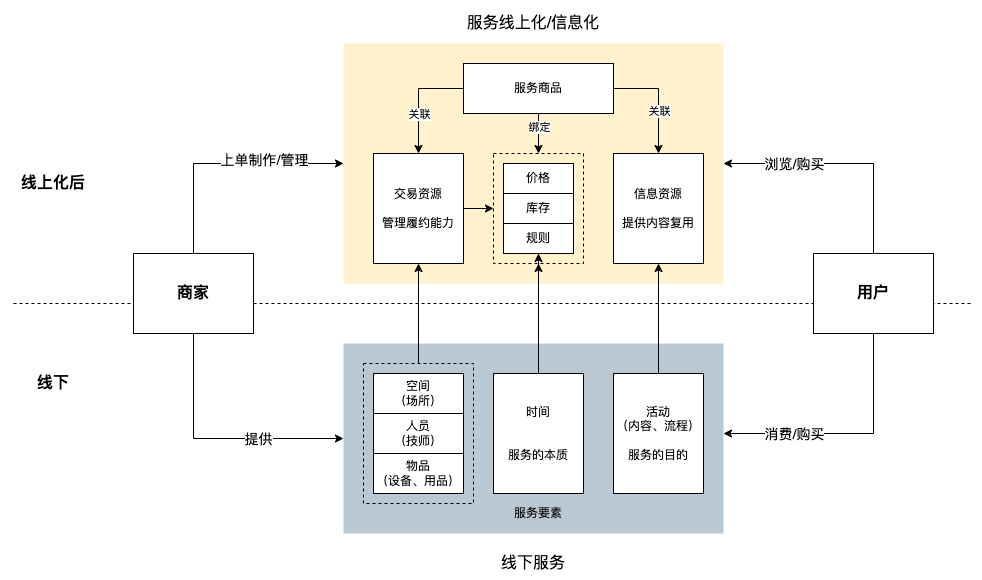 服务线上化/信息化
服务商品
关联
绑定
关联
上单制作/管理
浏览/购买
线上化后
交易资源
管理履约能力
价格
库存
规则
信息资源
提供内容复用
商家
用户
线下
空间
（场所）
人员
（技师）
物品
（设备、用品）
时间
服务的本质
活动
（内容、流程）
服务的目的
提供
消费/购买
服务要素
线下服务